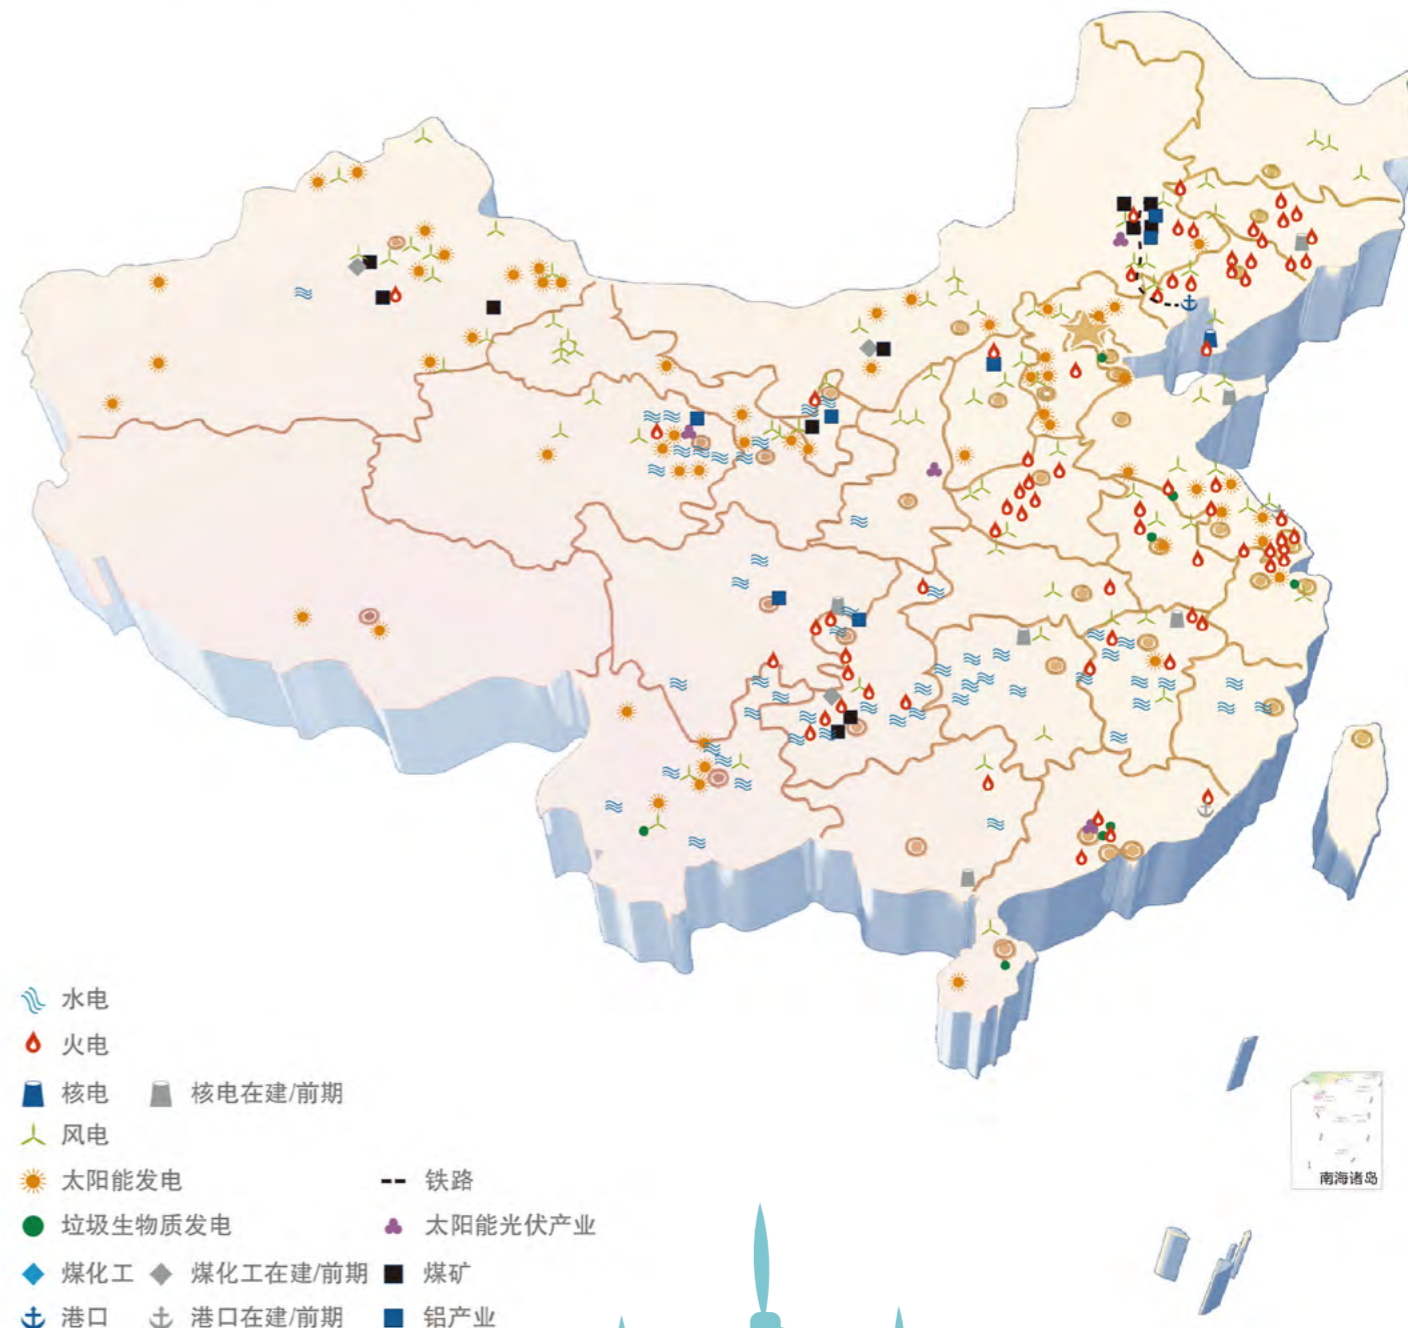 水电
火电
核电 核电在建/前期
风电
太阳能发电 铁路
垃圾生物质发电 太阳能光伏产业
煤化工 煤化工在建/前期 煤矿
港口 港口在建/前期 铝产业
南海诸岛